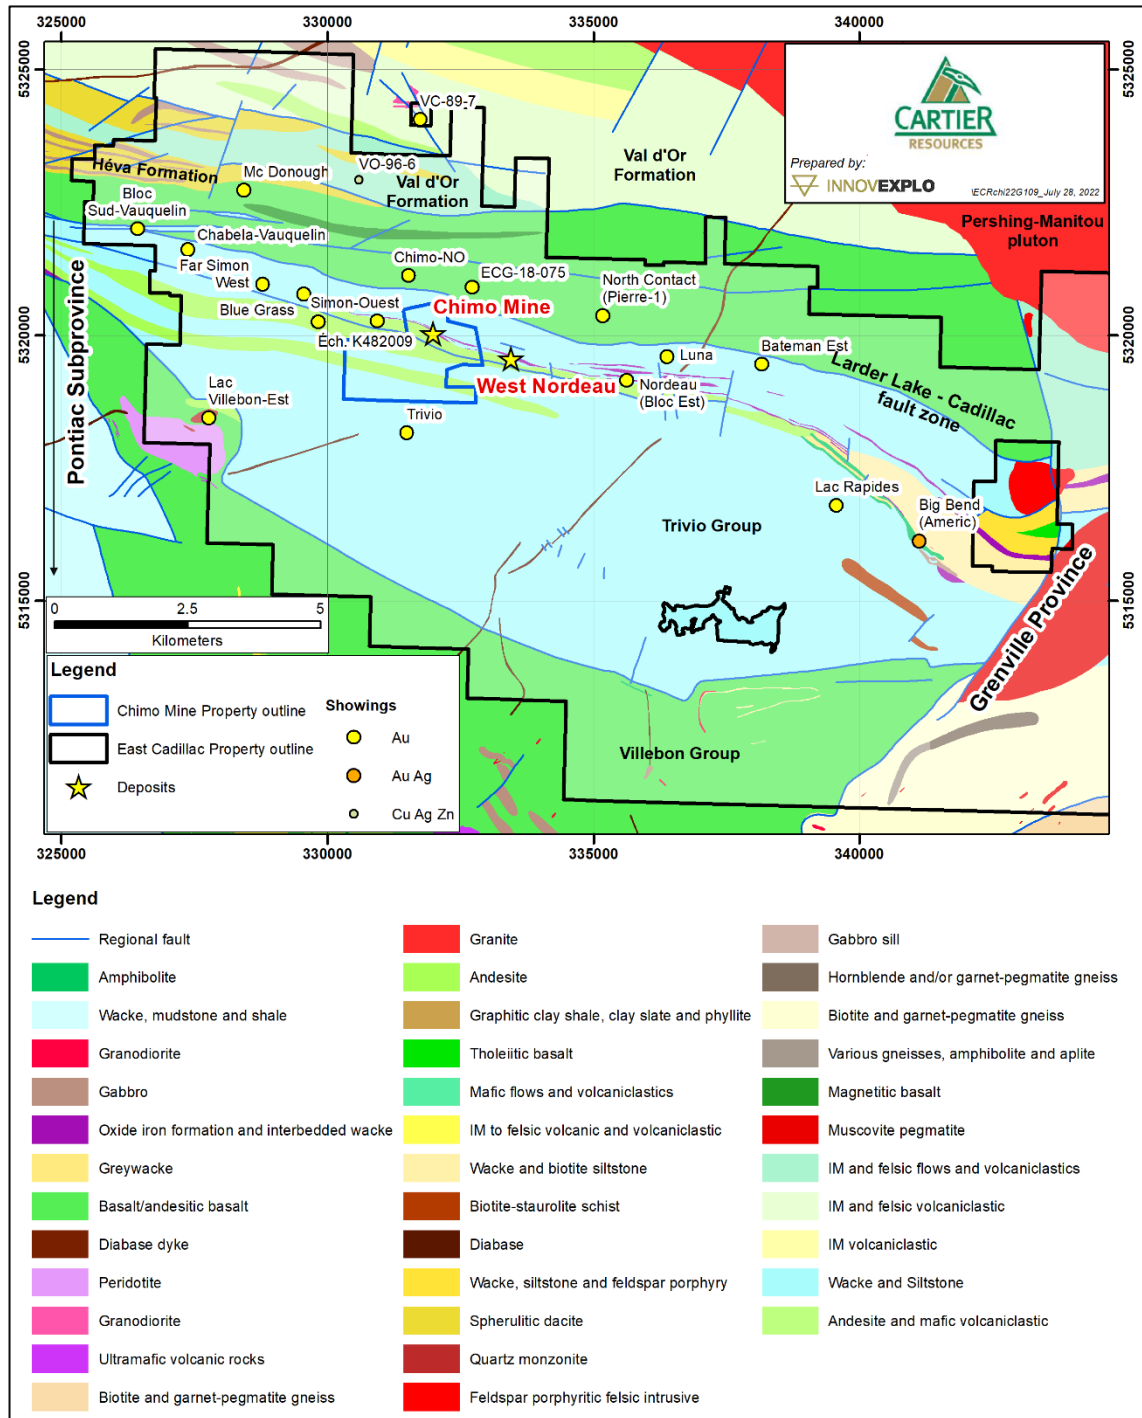 325000
330000
335000
340000
5325000
5325000
CARTIER
RESOURCES
Prepared by:
INNOVEXPLO
\ECRchi22G109_July 28, 2022
VC-89-7
VO-96-6
Val d'Or
Formation
Val d'Or
Formation
Héva Formation
Mc Donough
Bloc
Sud-Vauquelin
Chabela-Vauquelin
Pershing-Manitou
pluton
Far Simon
West
Chimo-NO
ECG-18-075
North Contact
(Pierre-1)
Blue Grass
Simon-Ouest
Chimo Mine
5320000
5320000
Éch. K482009
West Nordeau
Luna
Bateman Est
Nordeau
(Bloc Est)
Larder Lake - Cadillac
fault zone
Pontiac Subprovince
Lac
Villebon-Est
Trivio
Lac Rapides
Big Bend
(Americ)
Trivio Group
Grenville Province
5315000
5315000
0 2.5 5
Kilometers
Villebon Group
Legend
Chimo Mine Property outline
East Cadillac Property outline
Deposits
Showings
Au
Au Ag
Cu Ag Zn
325000
330000
335000
340000
Legend
Regional fault
Amphibolite
Wacke, mudstone and shale
Granodiorite
Gabbro
Oxide iron formation and interbedded wacke
Greywacke
Basalt/andesitic basalt
Diabase dyke
Peridotite
Granodiorite
Ultramafic volcanic rocks
Biotite and garnet-pegmatite gneiss
Granite
Andesite
Graphitic clay shale, clay slate and phyllite
Tholeiitic basalt
Mafic flows and volcaniclastics
IM to felsic volcanic and volcaniclastic
Wacke and biotite siltstone
Biotite-staurolite schist
Diabase
Wacke, siltstone and feldspar porphyry
Spherulitic dacite
Quartz monzonite
Feldspar porphyritic felsic intrusive
Gabbro sill
Hornblende and/or garnet-pegmatite gneiss
Biotite and garnet-pegmatite gneiss
Various gneisses, amphibolite and aplite
Magnetitic basalt
Muscovite pegmatite
IM and felsic flows and volcaniclastics
IM and felsic volcaniclastic
IM volcaniclastic
Wacke and Siltstone
Andesite and mafic volcaniclastic